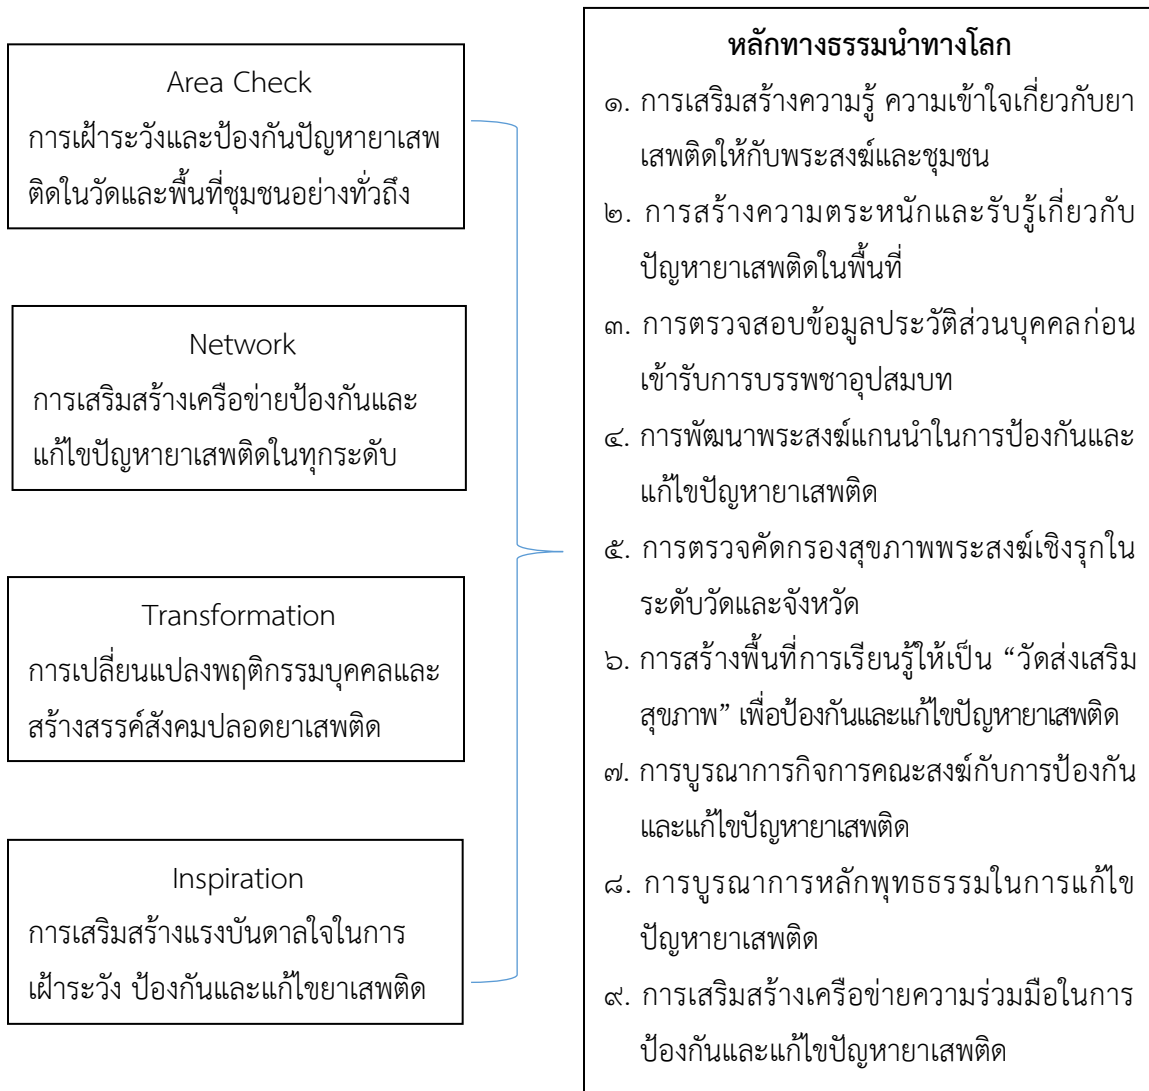 Area Check
การเฝ้าระวังและป้องกันปัญหายาเสพ
ติดในวัดและพื้นที่ชุมชนอย่างทั่วถึง
Network
การเสริมสร้างเครือข่ายป้องกันและ
แก้ไขปัญหายาเสพติดในทุกระดับ
Transformation
การเปลี่ยนแปลงพฤติกรรมบุคคลและ
สร้างสรรค์สังคมปลอดยาเสพติด
Inspiration
การเสริมสร้างแรงบันดาลใจในการ
เฝ้าระวัง ป้องกันและแก้ไขยาเสพติด
หลักทางธรรมนำทางโลก
๑. การเสริมสร้างความรู้ ความเข้าใจเกี่ยวกับยา
เสพติดให้กับพระสงฆ์และชุมชน
๒. การสร้างความตระหนักและรับรู้เกี่ยวกับ
ปัญหายาเสพติดในพื้นที่
๓. การตรวจสอบข้อมูลประวัติส่วนบุคคลก่อน
เข้ารับการบรรพชาอุปสมบท
๔. การพัฒนาพระสงฆ์แกนนำในการป้องกันและ
แก้ไขปัญหายาเสพติด
๕. การตรวจคัดกรองสุขภาพพระสงฆ์เชิงรุกใน
ระดับวัดและจังหวัด
๖. การสร้างพื้นที่การเรียนรู้ให้เป็น “วัดส่งเสริม
สุขภาพ” เพื่อป้องกันและแก้ไขปัญหายาเสพติด
๗. การบูรณาการกิจการคณะสงฆ์กับการป้องกัน
และแก้ไขปัญหายาเสพติด
๘. การบูรณาการหลักพุทธธรรมในการแก้ไข
ปัญหายาเสพติด
๙. การเสริมสร้างเครือข่ายความร่วมมือในการ
ป้องกันและแก้ไขปัญหายาเสพติด